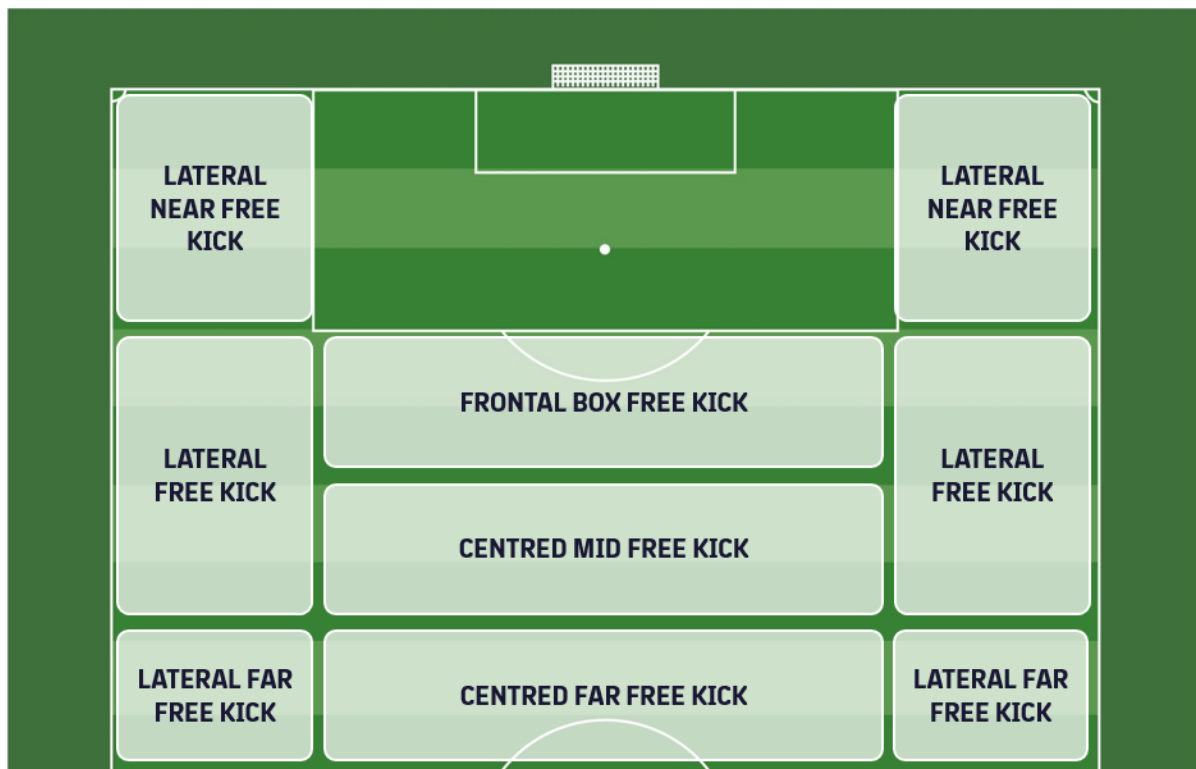 LATERAL
NEAR FREE
KICK
LATERAL
NEAR FREE
KICK
FRONTAL BOX FREE KICK
LATERAL
FREE KICK
LATERAL
FREE KICK
CENTRED MID FREE KICK
LATERAL FAR
FREE KICK
CENTRED FAR FREE KICK
LATERAL FAR
FREE KICK